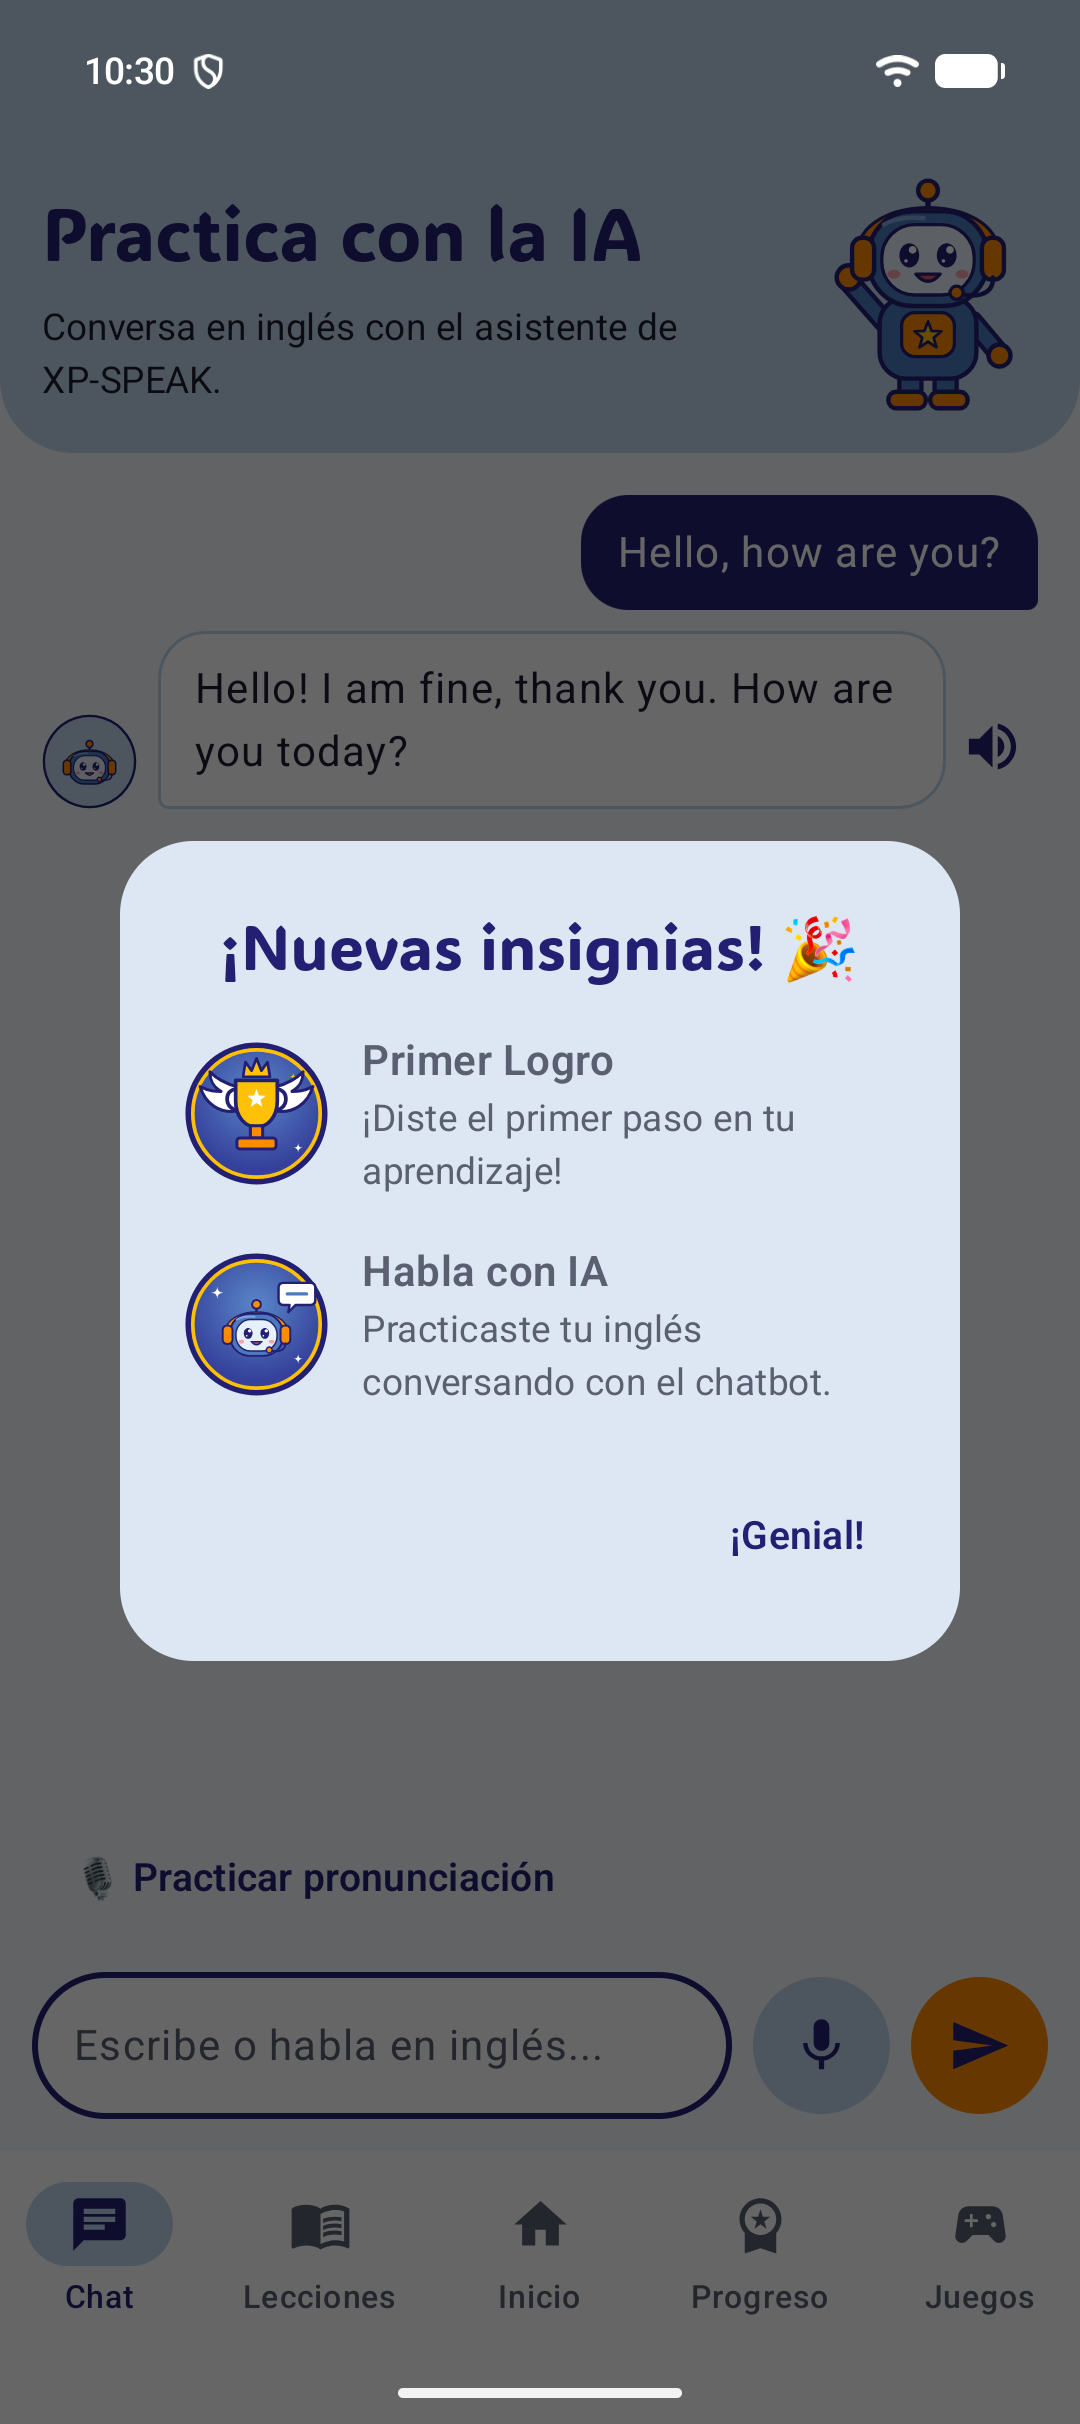 10:30
Practica con la IA
Conversa en inglés con el asistente de
XP-SPEAK.
Hello, how are you?
Hello! I am fine, thank you. How are
you today?
¡Nuevas insignias! 🎉
Primer Logro
¡Diste el primer paso en tu
aprendizaje!
Habla con IA
Practicaste tu inglés
conversando con el chatbot.
¡Genial!
🎙️ Practicar pronunciación
Escribe o habla en inglés...
Chat
Lecciones
Inicio
Progreso
Juegos